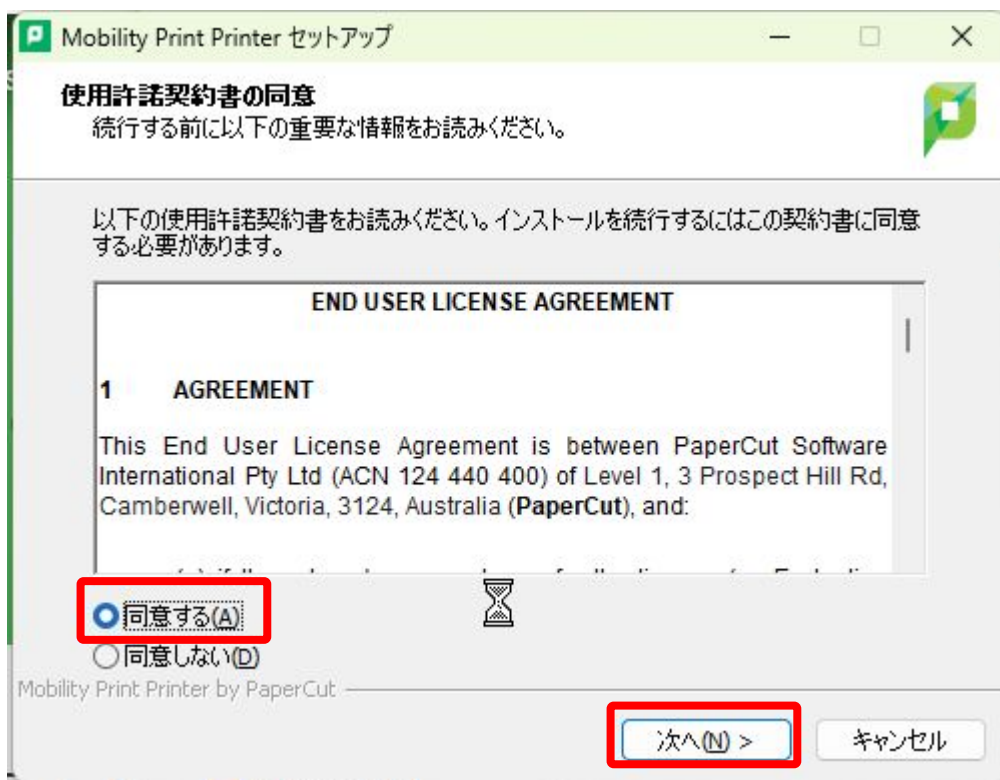 Mobility Print Printer セットアップ
使用許諾契約書の同意
続行する前に以下の重要な情報をお読みください。
以下の使用許諾契約書をお読みください。インストールを続行するにはこの契約書に同意
する必要があります。
END USER LICENSE AGREEMENT
1 AGREEMENT
This End User License Agreement is between PaperCut Software
International Pty Ltd (ACN 124 440 400) of Level 1, 3 Prospect Hill Rd,
Camberwell, Victoria, 3124, Australia (PaperCut), and:
同意する(A)
同意しない(D)
Mobility Print Printer by PaperCut
次へ(N) >
キャンセル